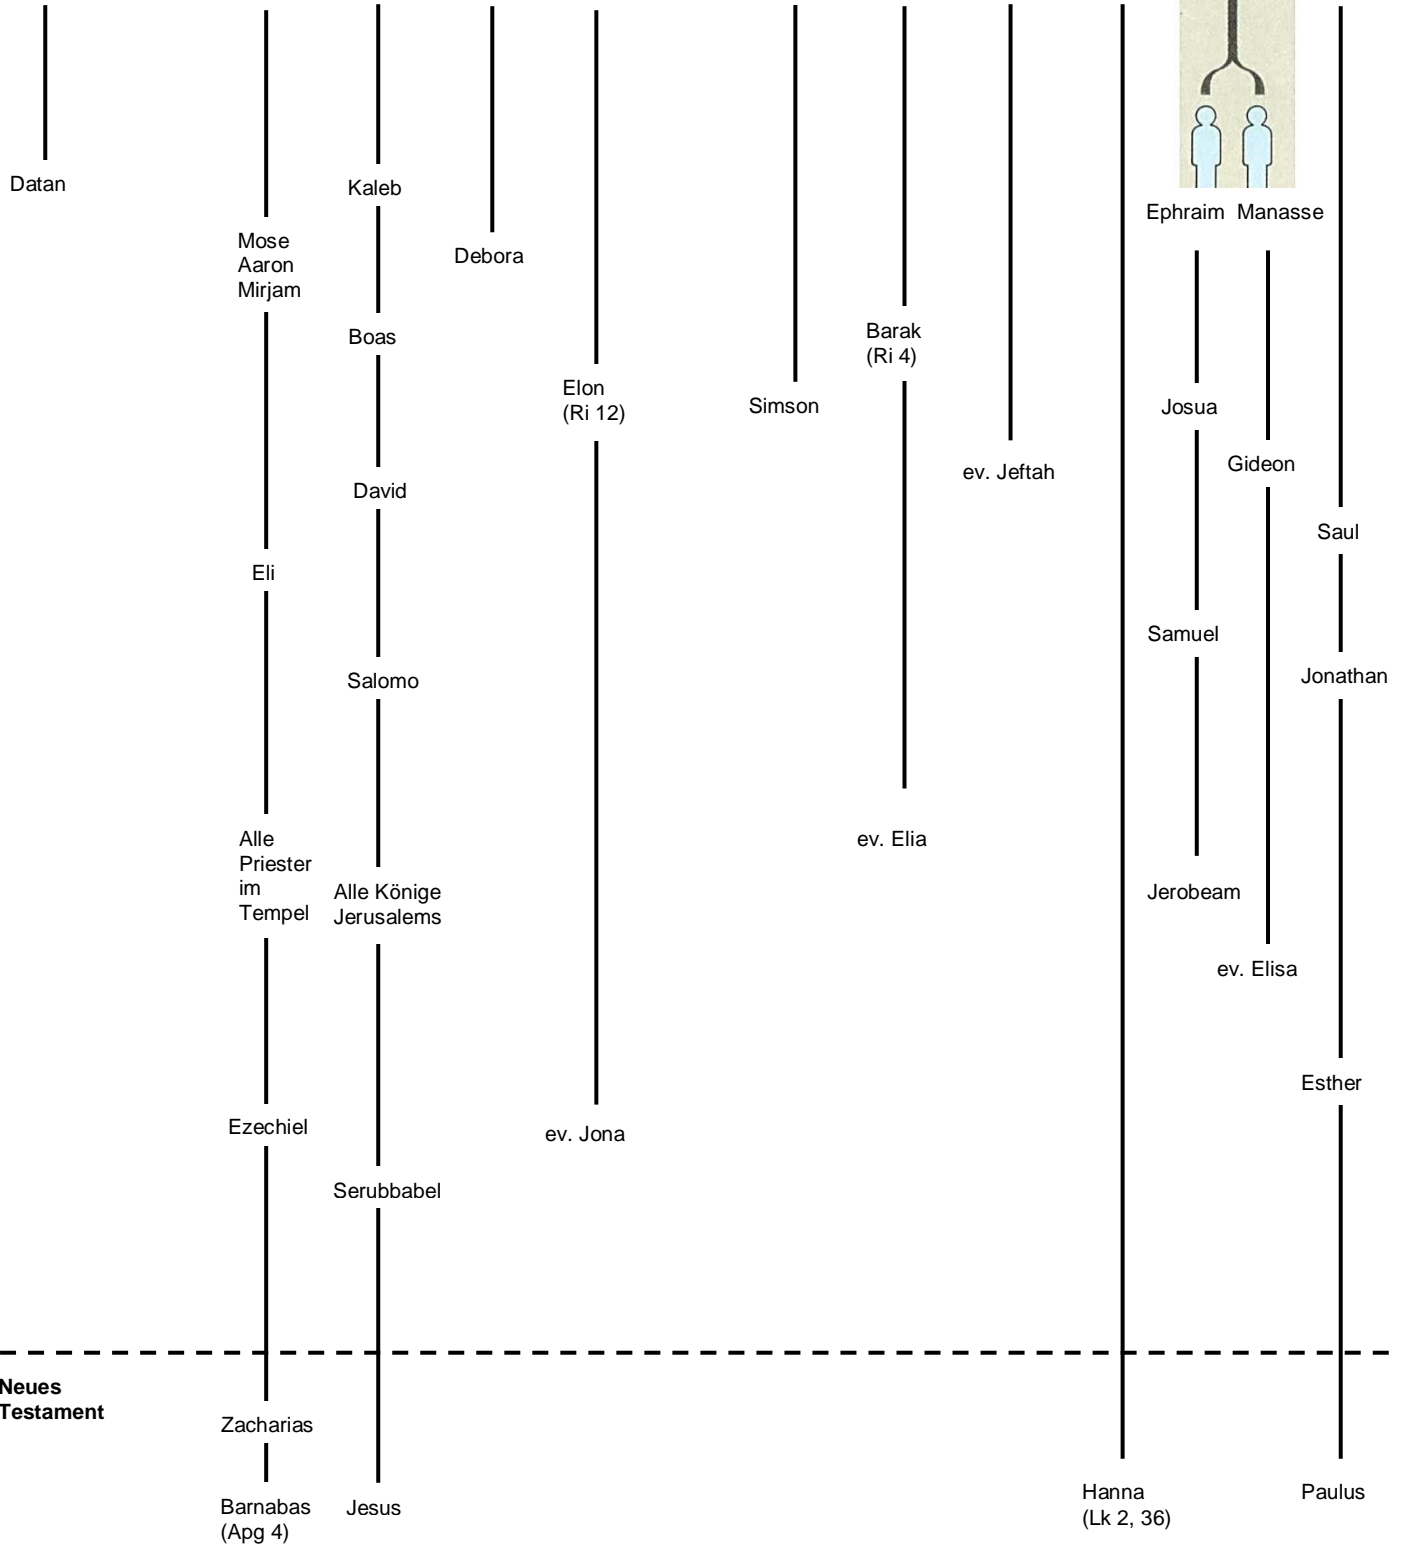 Datan
Kaleb
Ephraim Manasse
Mose
Aaron
Mirjam
Debora
Barak
(Ri 4)
Boas
Elon
(Ri 12)
Simson
Josua
Gideon
ev. Jeftah
David
Saul
Eli
Samuel
Jonathan
Salomo
Alle
Priester
im
Tempel
ev. Elia
Alle Könige
Jerusalems
Jerobeam
ev. Elisa
Esther
Ezechiel
ev. Jona
Serubbabel
Neues
Testament
Zacharias
Barnabas
(Apg 4)
Jesus
Hanna
(Lk 2, 36)
Paulus